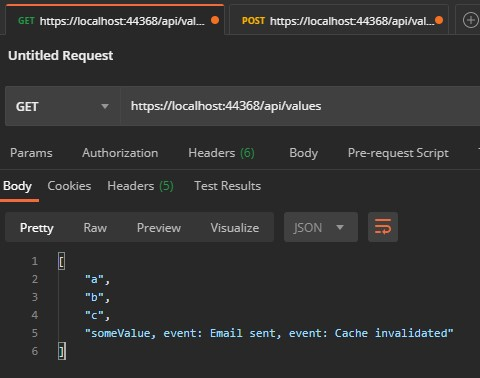 GET https://localhost:44368/api/val... POST https://localhost:44368/api/val...
Untitled Request
GET https://localhost:44368/api/values
Params Authorization Headers (6) Body Pre-request Script
Body Cookies Headers (5) Test Results
Pretty Raw Preview Visualize JSON
1 [
2 "a",
3 "b",
4 "c",
5 "someValue, event: Email sent, event: Cache invalidated"
6 ]